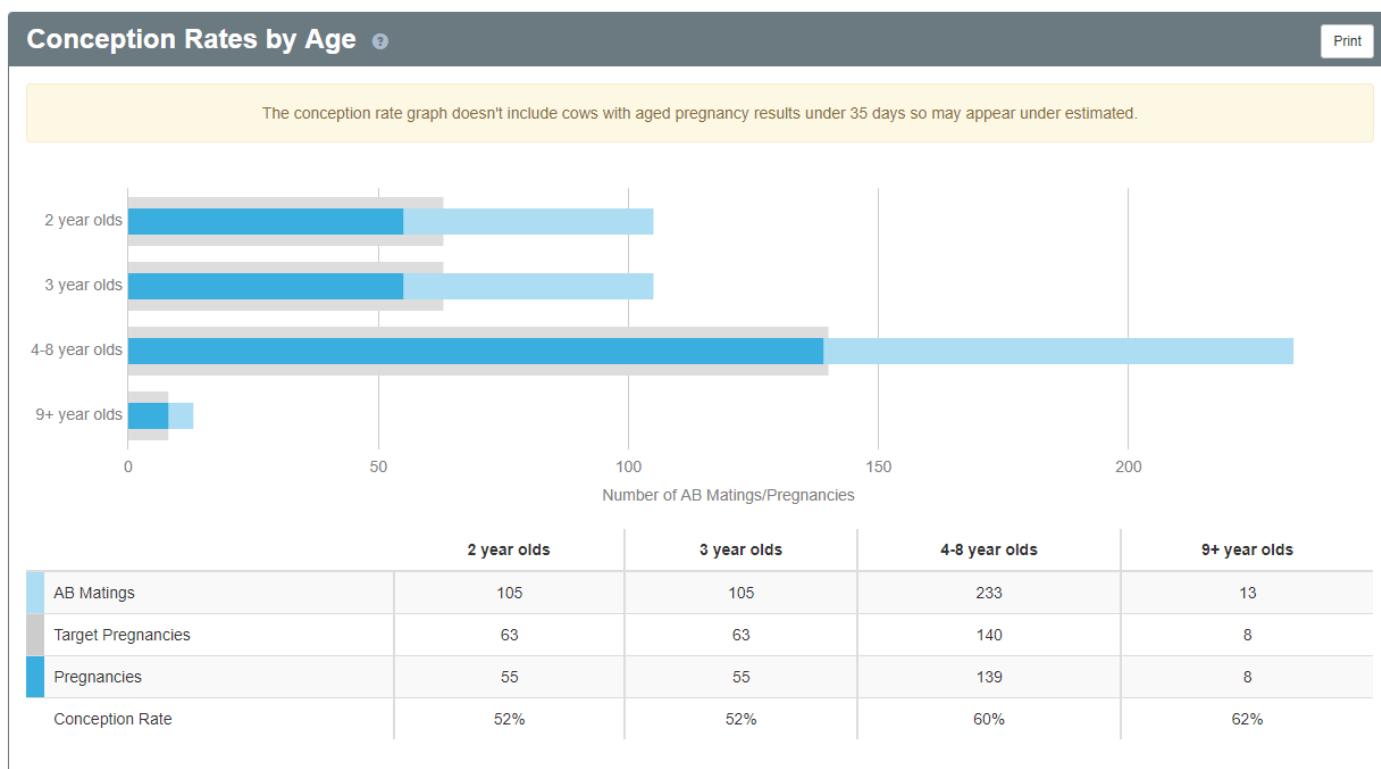 Conception Rates by Age ?
Print
The conception rate graph doesn't include cows with aged pregnancy results under 35 days so may appear under estimated.
2 year olds
3 year olds
4-8 year olds
9+ year olds
0 50 100 150 200
Number of AB Matings/Pregnancies
2 year olds 3 year olds 4-8 year olds 9+ year olds
AB Matings 105 105 233 13
Target Pregnancies 63 63 140 8
Pregnancies 55 55 139 8
Conception Rate 52% 52% 60% 62%